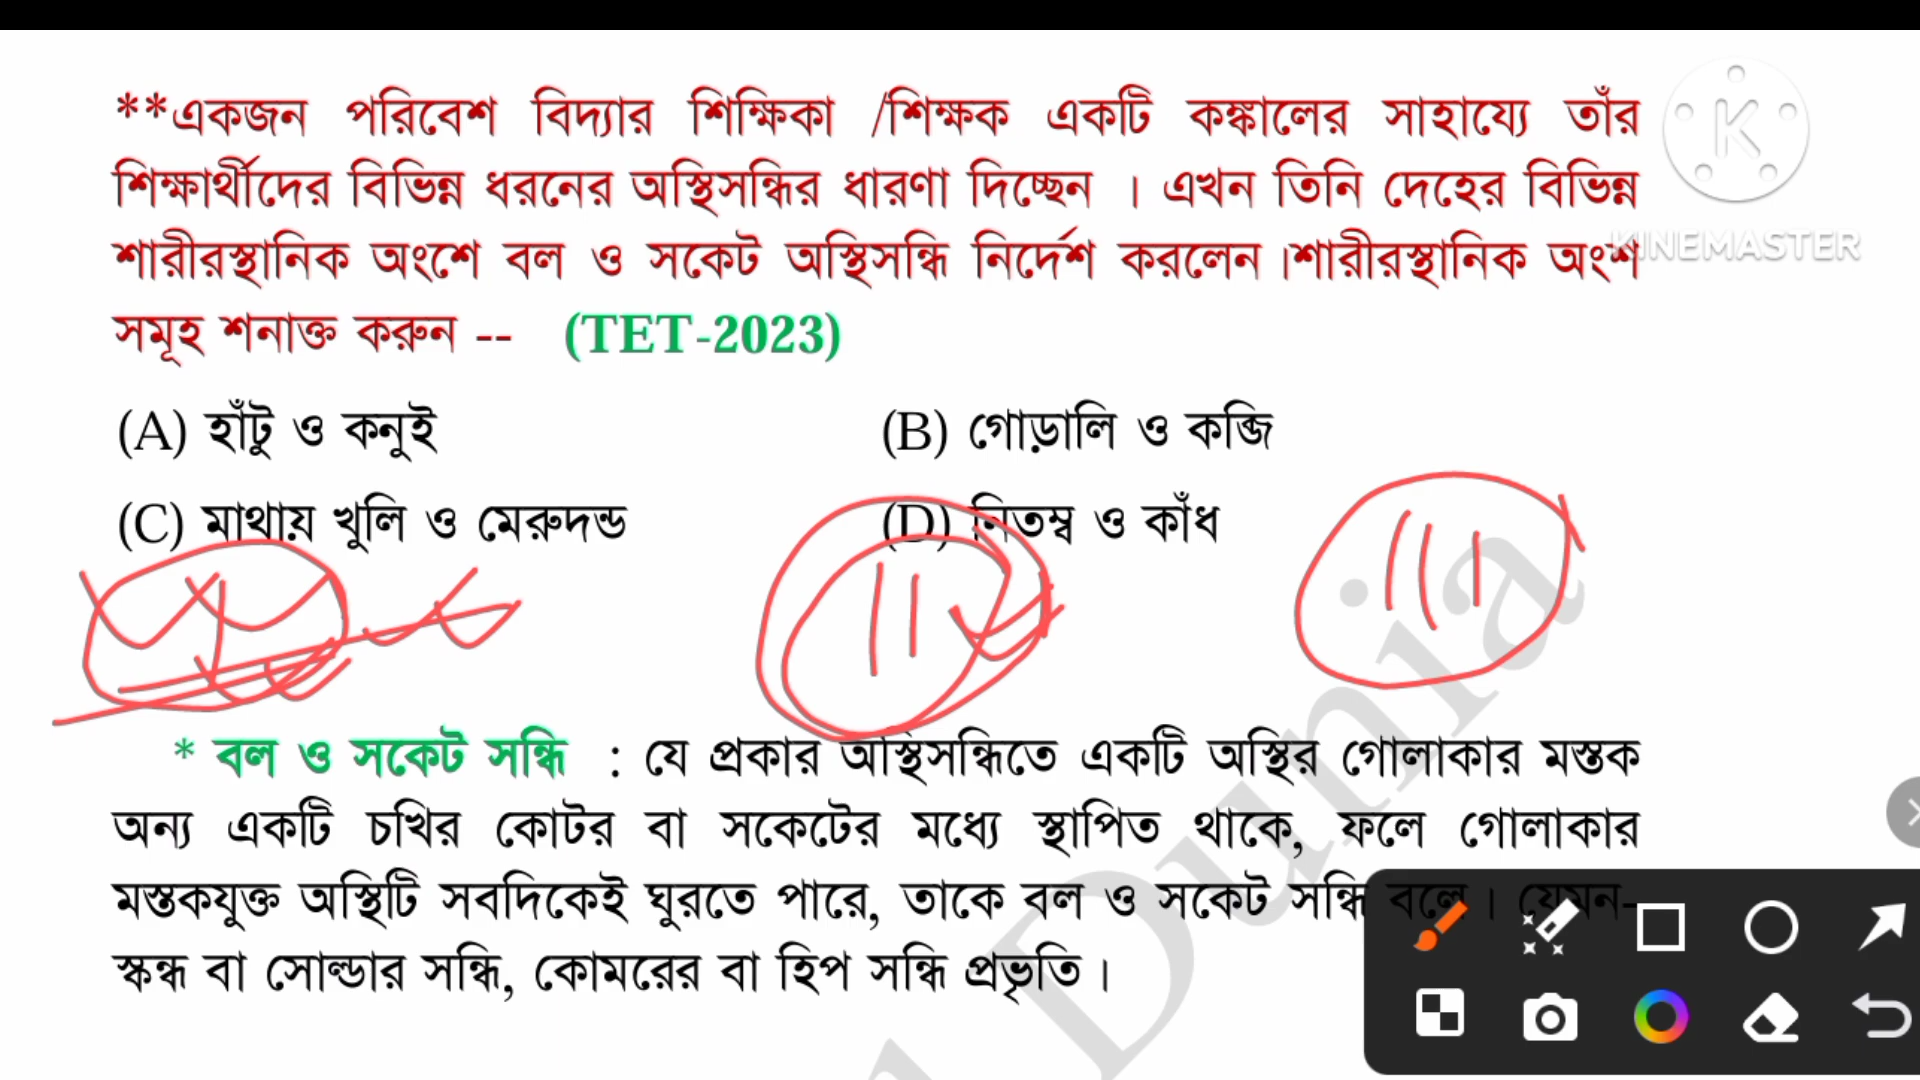 **একজন পরিবেশ বিদ্যার শিক্ষিকা /শিক্ষক একটি কঙ্কালের সাহায্যে তাঁর
শিক্ষার্থীদের বিভিন্ন ধরনের অস্থিসন্ধির ধারণা দিচ্ছেন । এখন তিনি দেহের বিভিন্ন
শারীরস্থানিক অংশে বল ও সকেট অস্থিসন্ধি নির্দেশ করলেন।শারীরস্থানিক অংশ
সমূহ শনাক্ত করুন -- (TET-2023)
K
KINEMASTER
(A) হাঁটু ও কনুই (B) গোড়ালি ও কব্জি
(C) মাথায় খুলি ও মেরুদন্ড (D) নিতম্ব ও কাঁধ
* বল ও সকেট সন্ধি : যে প্রকার অস্থিসন্ধিতে একটি অস্থির গোলাকার মস্তক
অন্য একটি চখির কোটর বা সকেটের মধ্যে স্থাপিত থাকে, ফলে গোলাকার
মস্তকযুক্ত অস্থিটি সবদিকেই ঘুরতে পারে, তাকে বল ও সকেট সন্ধি বলে । যেমন-
স্কন্ধ বা সোল্ডার সন্ধি, কোমরের বা হিপ সন্ধি প্রভৃতি ।
Dunia